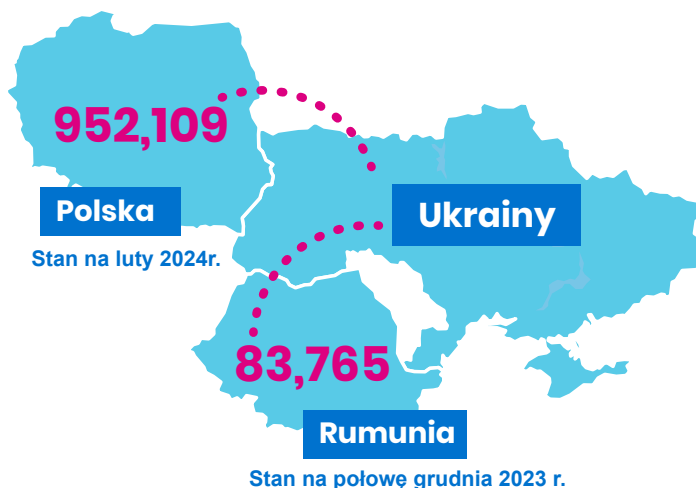 952,109
Polska
Stan na luty 2024r.
Ukrainy
83,765
Rumunia
Stan na połowę grudnia 2023 r.